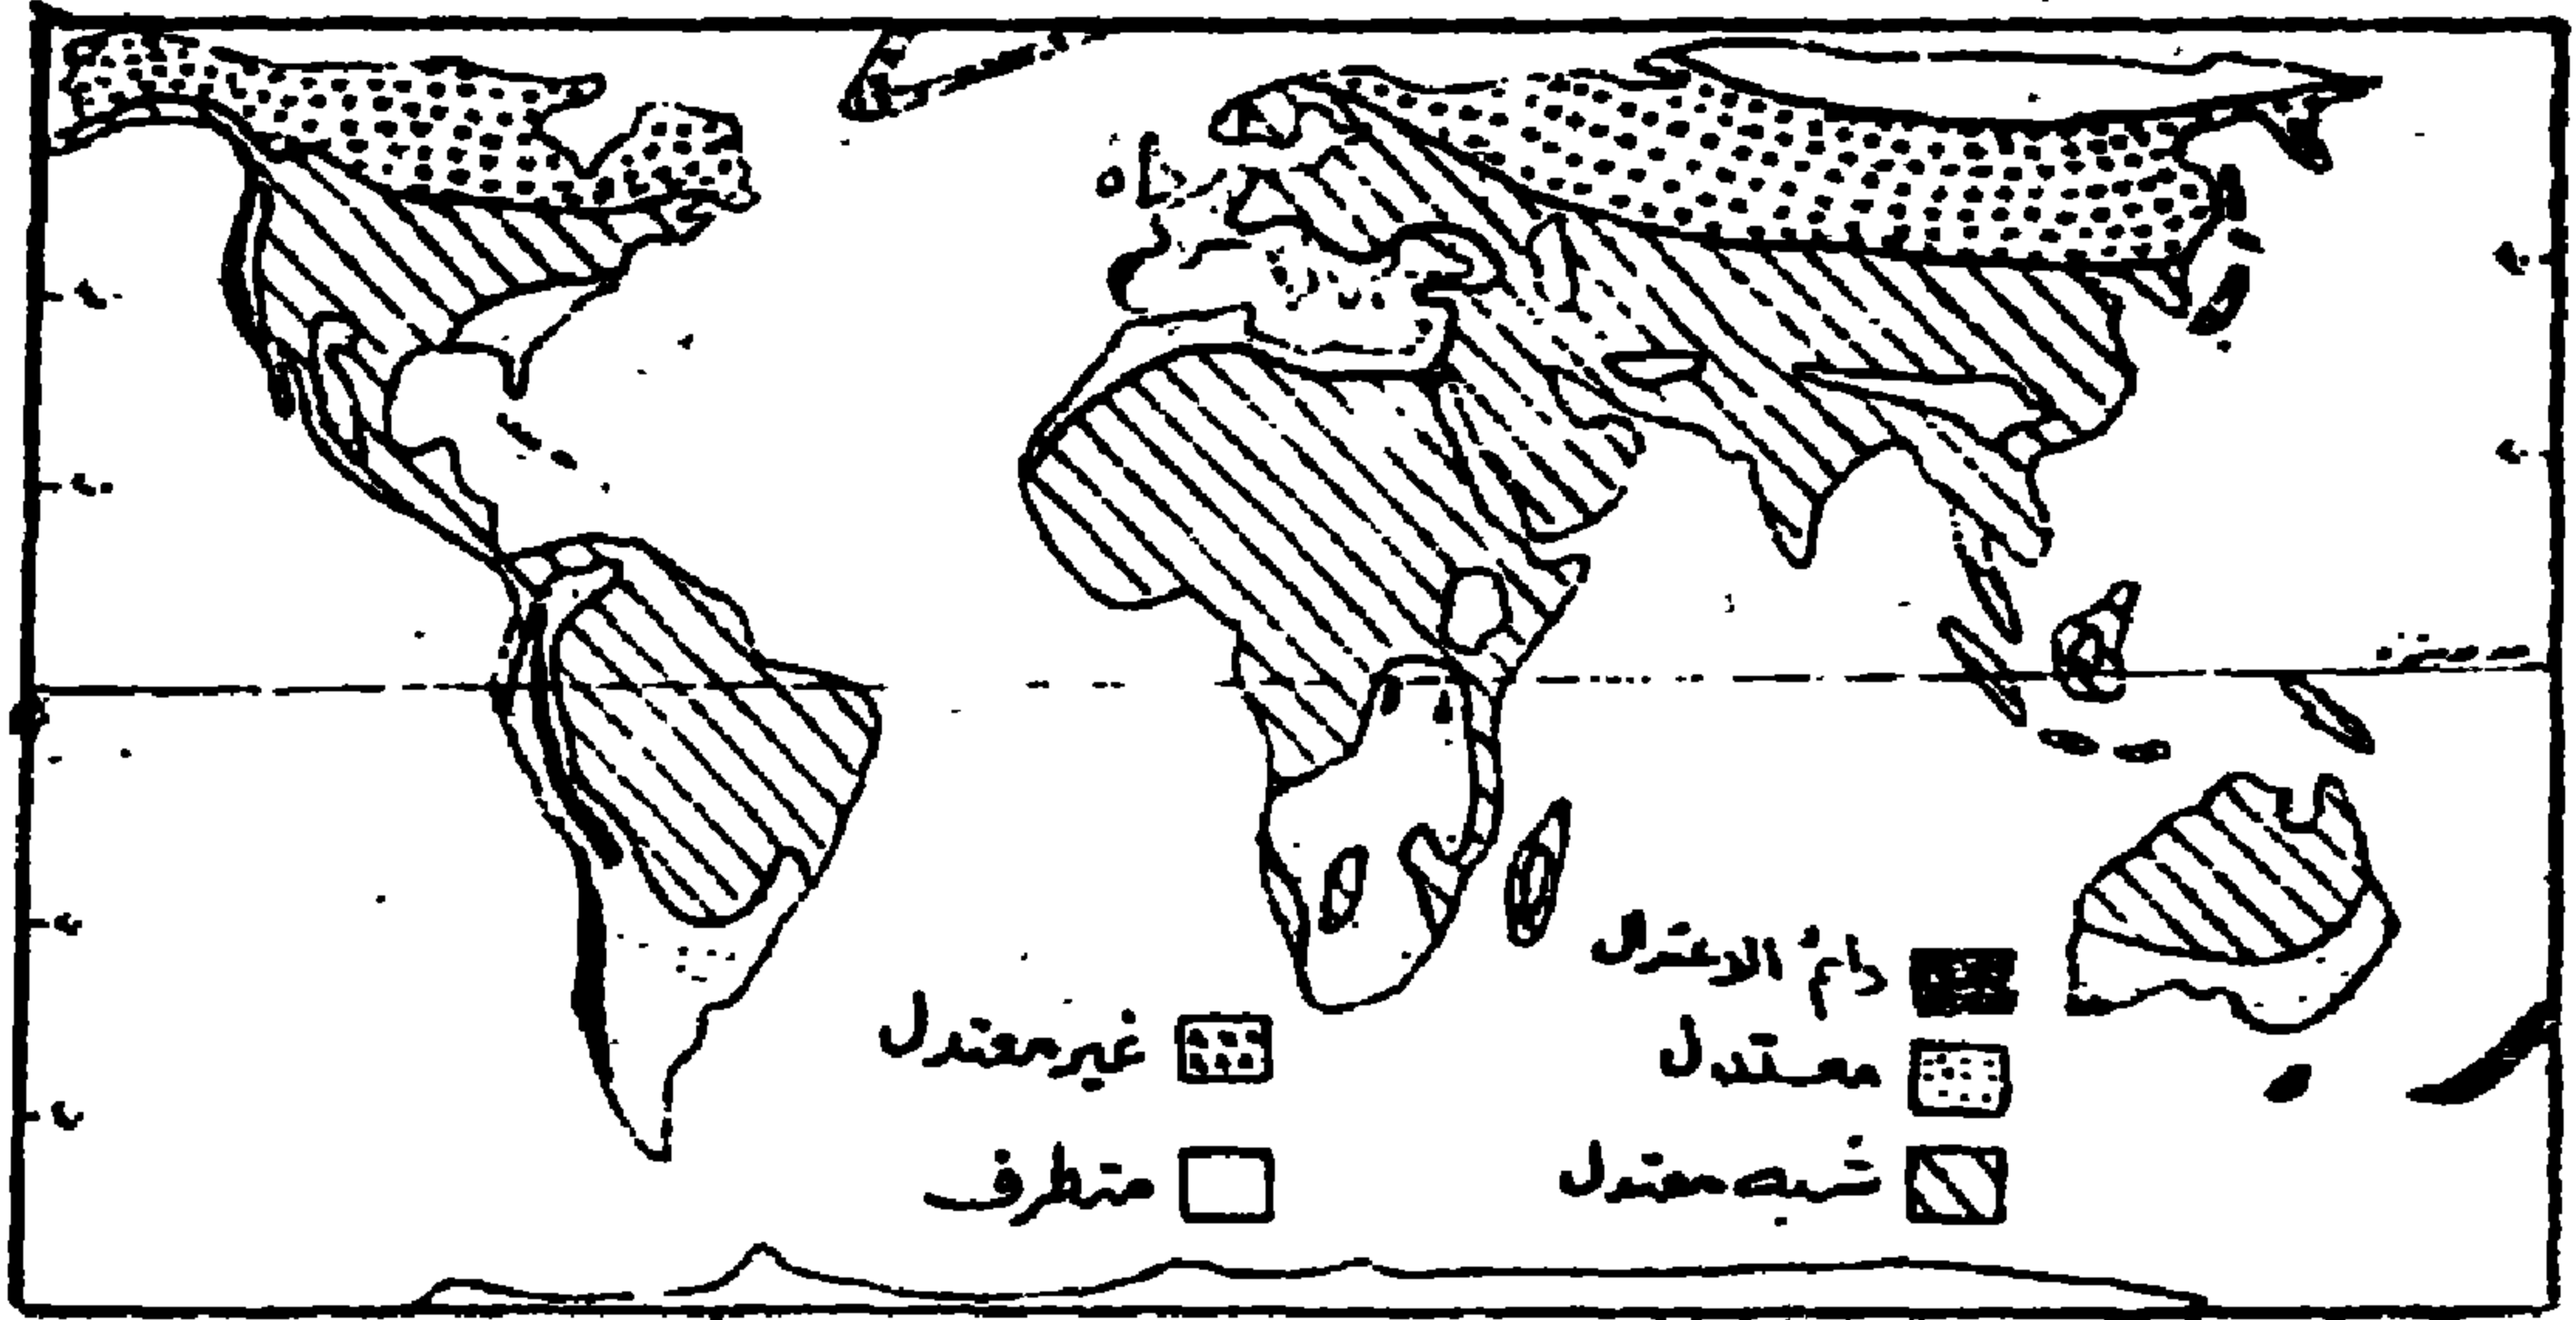 دائم الاعتدال
معتدل
شبه معتدل
غير معتدل
متطرف